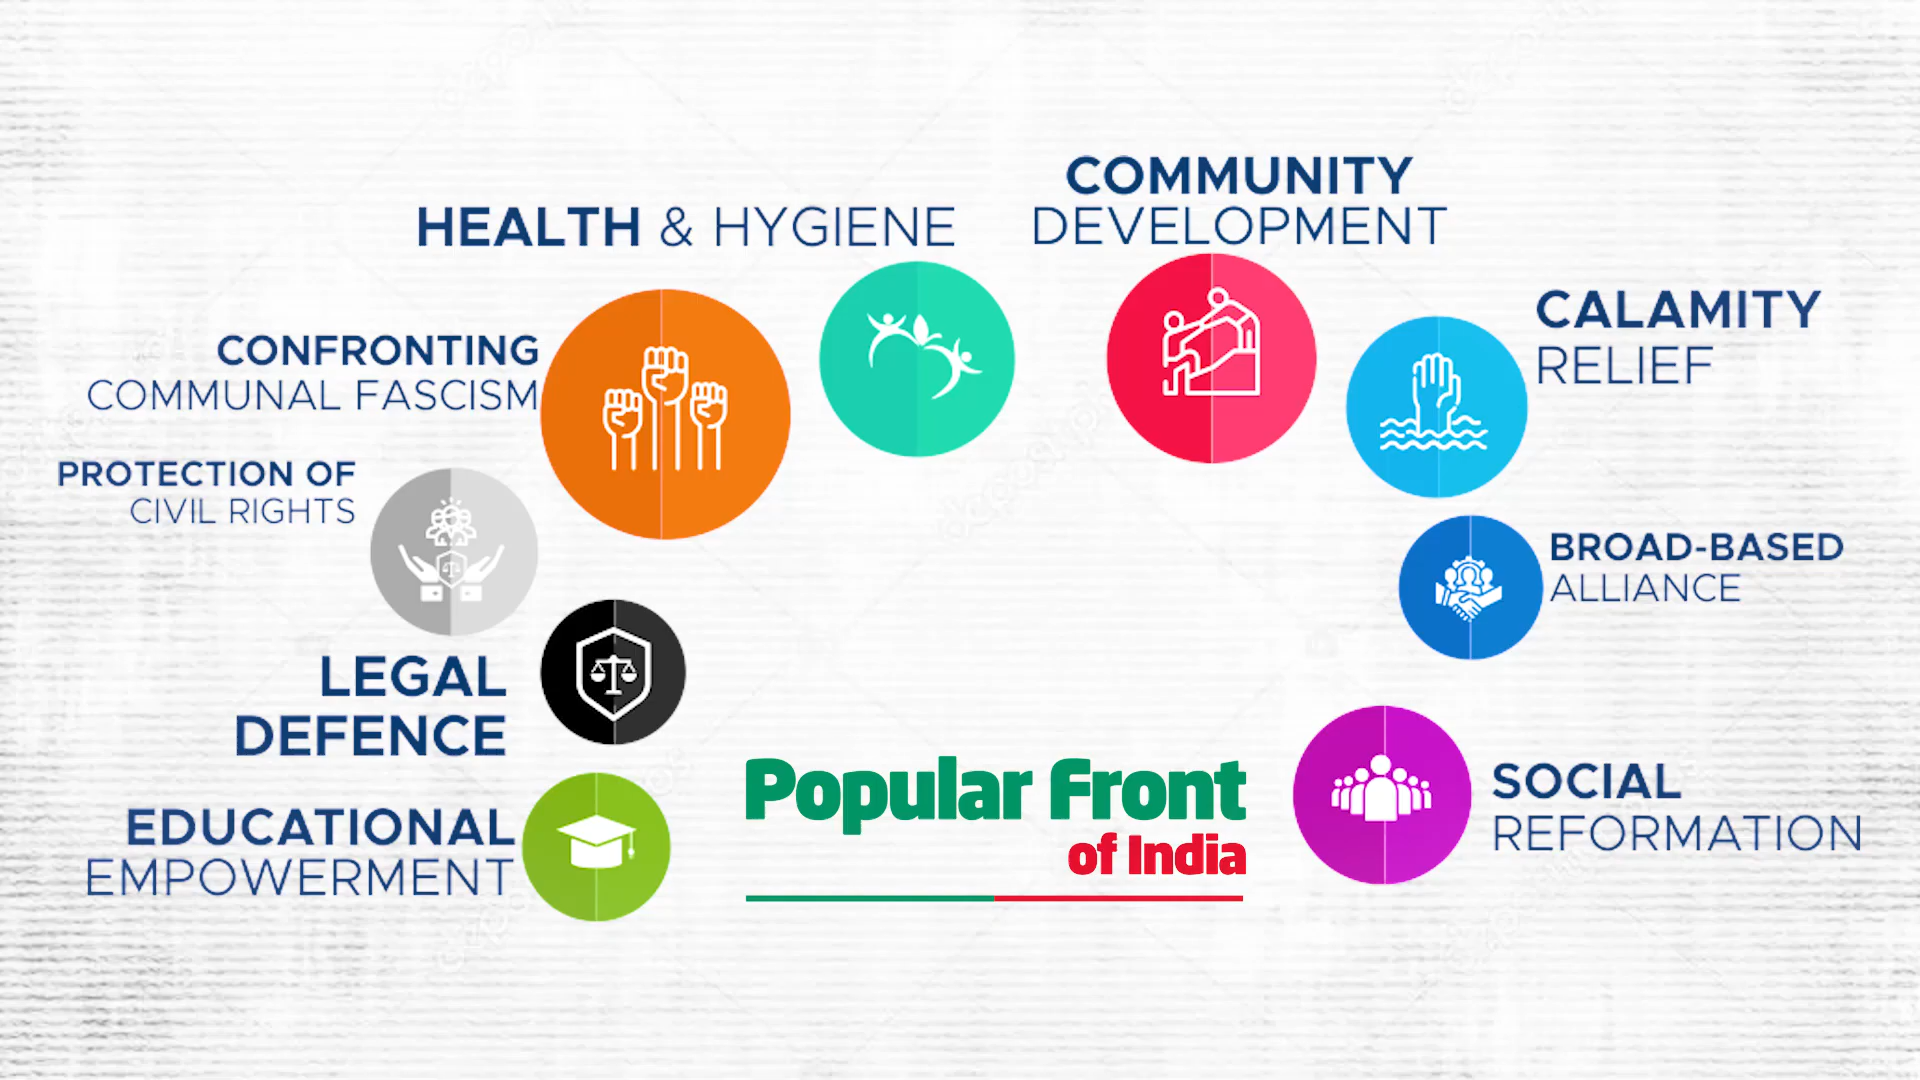 COMMUNITY
DEVELOPMENT
HEALTH & HYGIENE
CALAMITY
RELIEF
CONFRONTING
COMMUNAL FASCISM
PROTECTION OF
CIVIL RIGHTS
BROAD-BASED
ALLIANCE
LEGAL
DEFENCE
SOCIAL
REFORMATION
EDUCATIONAL
EMPOWERMENT
Popular Front
of India